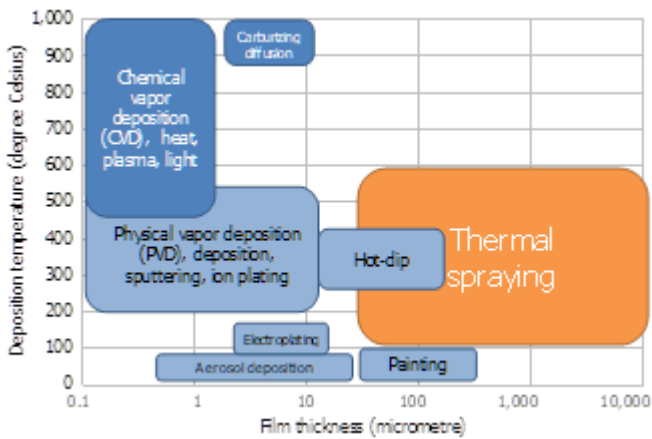 Deposition temperature (degree Celsius)
1,000
900
800
700
600
500
400
300
200
100
0
Carburizing
diffusion
Chemical
vapor
deposition
(CVD), heat,
plasma, light
Physical vapor deposition
(PVD), deposition,
sputtering, ion plating
Hot-dip
Thermal
spraying
Electroplating
Aerosol deposition
Painting
0.1
1
10
100
1,000
10,000
Film thickness (micrometre)